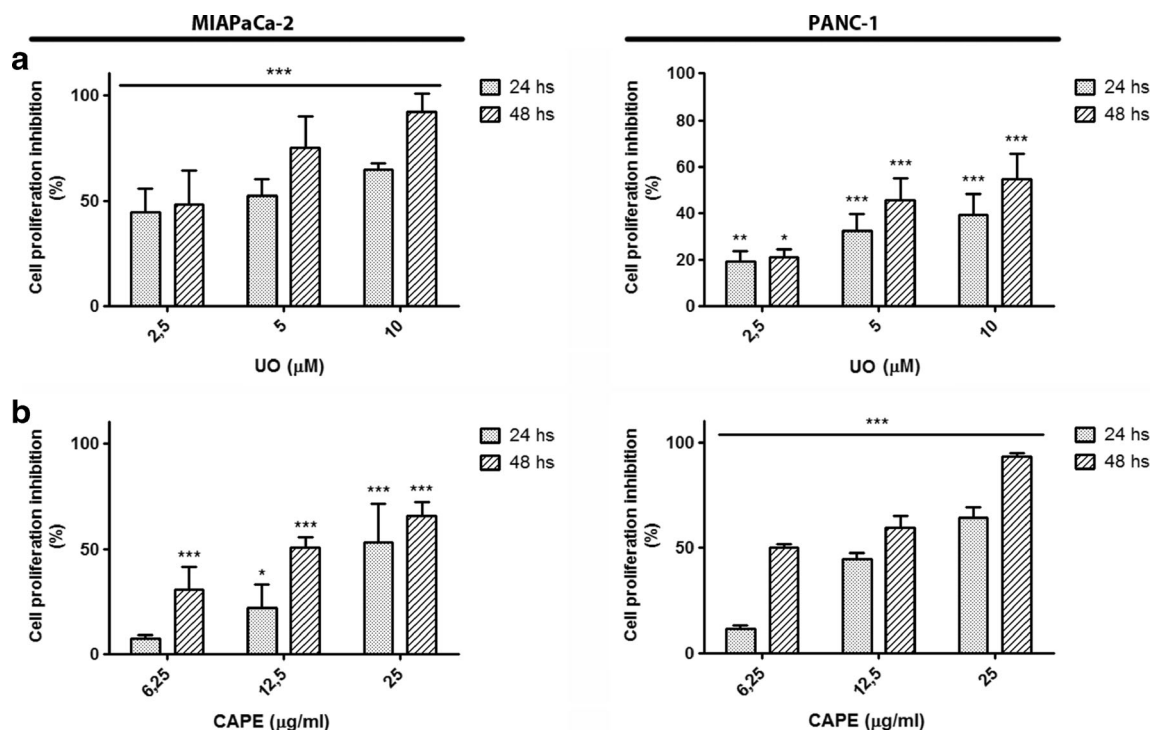 MIAPaCa-2
PANC-1
a
***
24 hs
48 hs
Cell proliferation inhibition
(%)
100
50
0
2,5
5
10
UO (μM)
24 hs
48 hs
Cell proliferation inhibition
(%)
100
80
60
40
20
0
**
*
***
***
***
***
2,5
5
10
UO (μM)
b
24 hs
48 hs
Cell proliferation inhibition
(%)
100
50
0
***
*
***
***
***
6,25
12,5
25
CAPE (μg/ml)
***
24 hs
48 hs
Cell proliferation inhibition
(%)
100
50
0
6,25
12,5
25
CAPE (μg/ml)